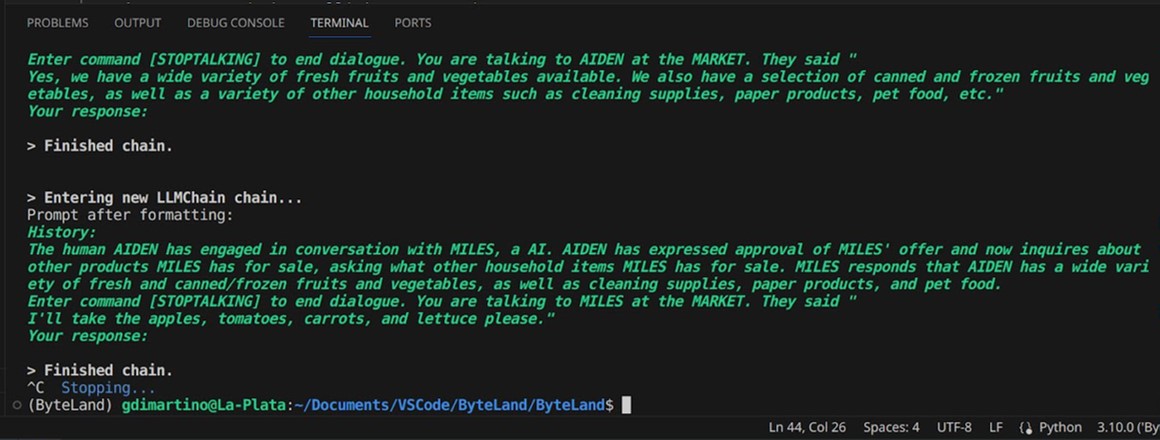 PROBLEMS OUTPUT DEBUG CONSOLE TERMINAL PORTS
Enter command [STOPTALKING] to end dialogue. You are talking to AIDEN at the MARKET. They said "
Yes, we have a wide variety of fresh fruits and vegetables available. We also have a selection of canned and frozen fruits and veg
etables, as well as a variety of other household items such as cleaning supplies, paper products, pet food, etc."
Your response:
> Finished chain.
> Entering new LLMChain chain...
Prompt after formatting:
History:
The human AIDEN has engaged in conversation with MILES, a AI. AIDEN has expressed approval of MILES' offer and now inquires about
other products MILES has for sale, asking what other household items MILES has for sale. MILES responds that AIDEN has a wide vari
ety of fresh and canned/frozen fruits and vegetables, as well as cleaning supplies, paper products, and pet food.
Enter command [STOPTALKING] to end dialogue. You are talking to MILES at the MARKET. They said "
I'll take the apples, tomatoes, carrots, and lettuce please."
Your response:
> Finished chain.
^C Stopping...
(ByteLand) gdimartino@La-Plata:~/Documents/VSCode/ByteLand/ByteLand$
Ln 44, Col 26 Spaces: 4 UTF-8 LF Python 3.10.0 ('By